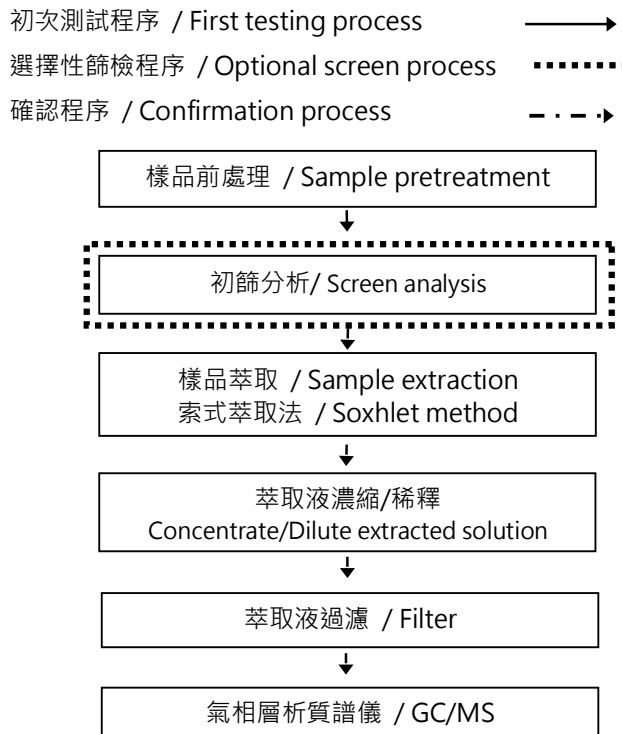 初次測試程序 / First testing process
選擇性篩檢程序 / Optional screen process
確認程序 / Confirmation process
樣品前處理 / Sample pretreatment
初篩分析/ Screen analysis
樣品萃取 / Sample extraction
索式萃取法 / Soxhlet method
萃取液濃縮/稀釋
Concentrate/Dilute extracted solution
萃取液過濾 / Filter
氣相層析質譜儀 / GC/MS